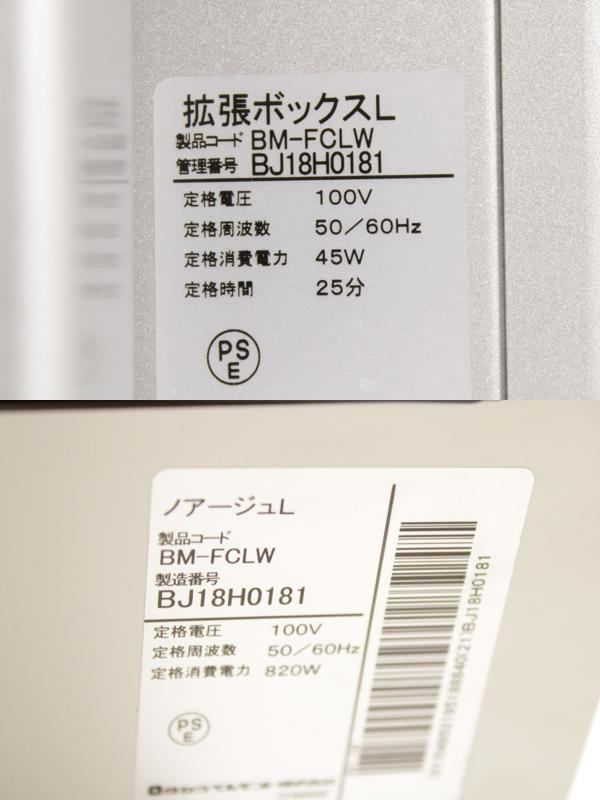 拡張ボックスL
製品コード BM-FCLW
管理番号 BJ18H0181
定格電圧 100V
定格周波数 50／60Hz
定格消費電力 45W
定格時間 25分
PS
E
ノアージュL
製品コード
BM-FCLW
製造番号
BJ18H0181
定格電圧 100V
定格周波数 50／60Hz
定格消費電力 820W
PS
E
(21)BJ18H0181